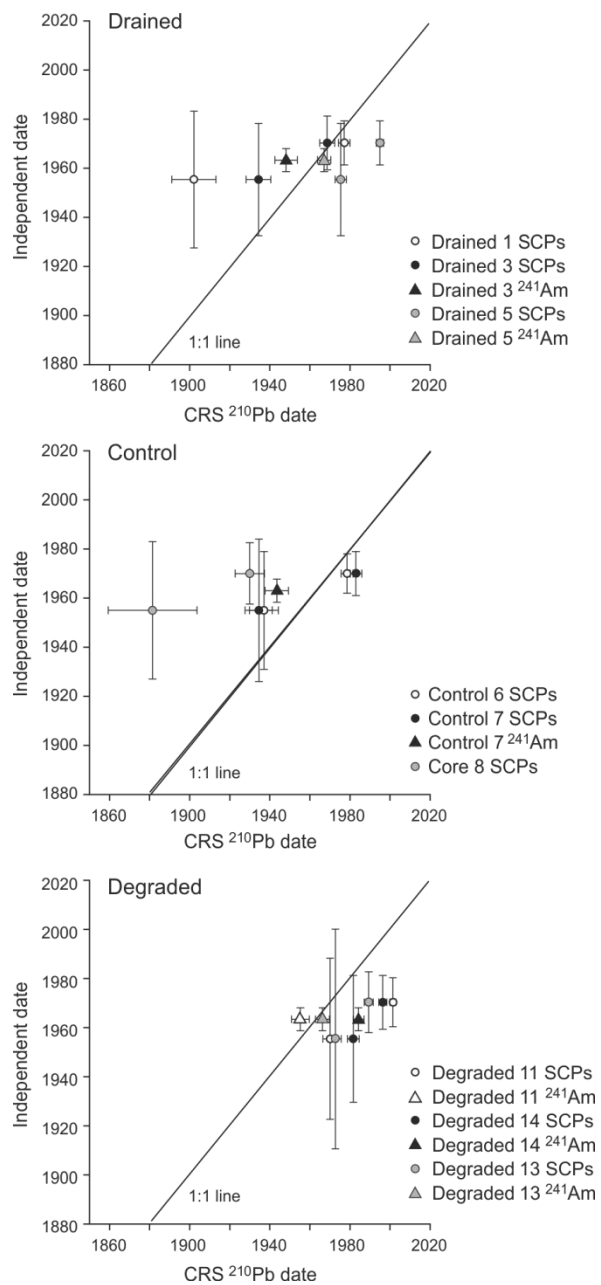 Drained
2020
2000
1980
1960
1940
1920
1900
1880
Independent date
1:1 line
Drained 1 SCPs
Drained 3 SCPs
Drained 3 ²⁴¹Am
Drained 5 SCPs
Drained 5 ²⁴¹Am
1860 1900 1940 1980 2020
CRS ²¹⁰Pb date
Control
2020
2000
1980
1960
1940
1920
1900
1880
Independent date
1:1 line
Control 6 SCPs
Control 7 SCPs
Control 7 ²⁴¹Am
Core 8 SCPs
1860 1900 1940 1980 2020
CRS ²¹⁰Pb date
Degraded
2020
2000
1980
1960
1940
1920
1900
1880
Independent date
1:1 line
Degraded 11 SCPs
Degraded 11 ²⁴¹Am
Degraded 14 SCPs
Degraded 14 ²⁴¹Am
Degraded 13 SCPs
Degraded 13 ²⁴¹Am
1860 1900 1940 1980 2020
CRS ²¹⁰Pb date